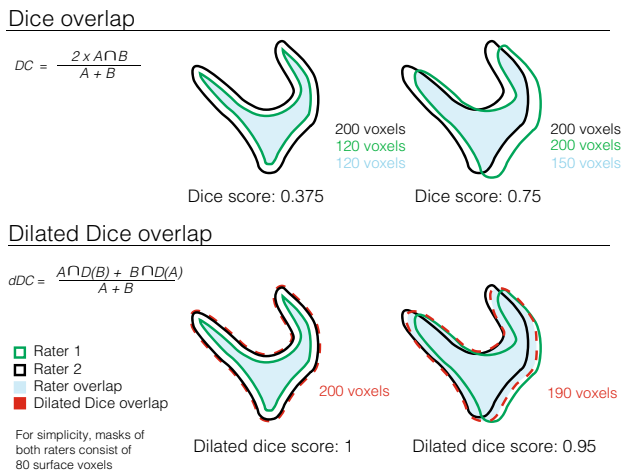 Dice overlap
DC = 2 x A⋂B / A + B
200 voxels
120 voxels
120 voxels
200 voxels
200 voxels
150 voxels
Dice score: 0.375
Dice score: 0.75
Dilated Dice overlap
dDC = A⋂D(B) + B⋂D(A) / A + B
Rater 1
Rater 2
Rater overlap
Dilated Dice overlap
200 voxels
190 voxels
For simplicity, masks of
both raters consist of
80 surface voxels
Dilated dice score: 1
Dilated dice score: 0.95